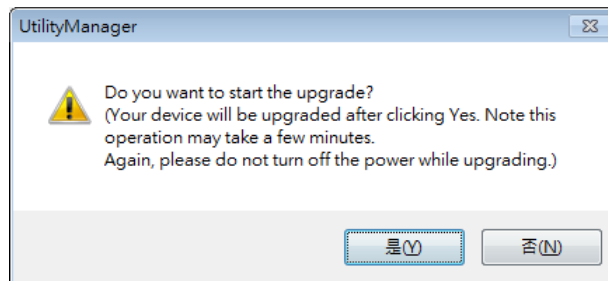 UtilityManager
Do you want to start the upgrade?
(Your device will be upgraded after clicking Yes. Note this
operation may take a few minutes.
Again, please do not turn off the power while upgrading.)
是(Y) 否(N)